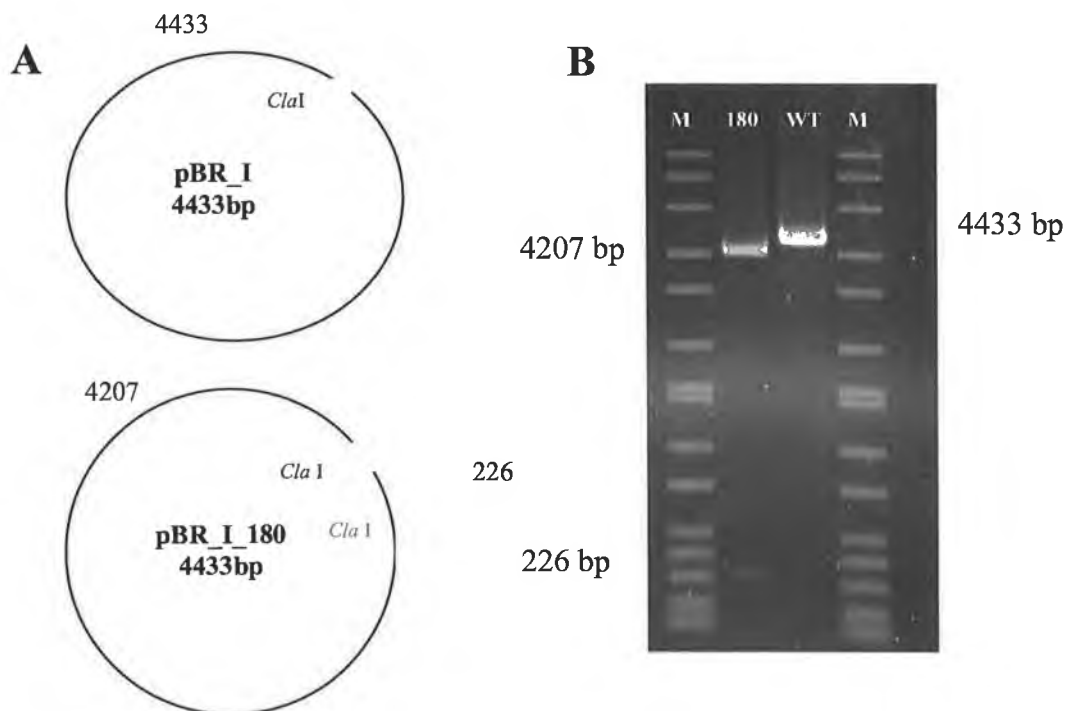 A
4433
ClaI
pBR_I
4433bp
4207
Cla I
Cla I
pBR_I_180
4433bp
226
B
M 180 WT M
4207 bp
4433 bp
226 bp